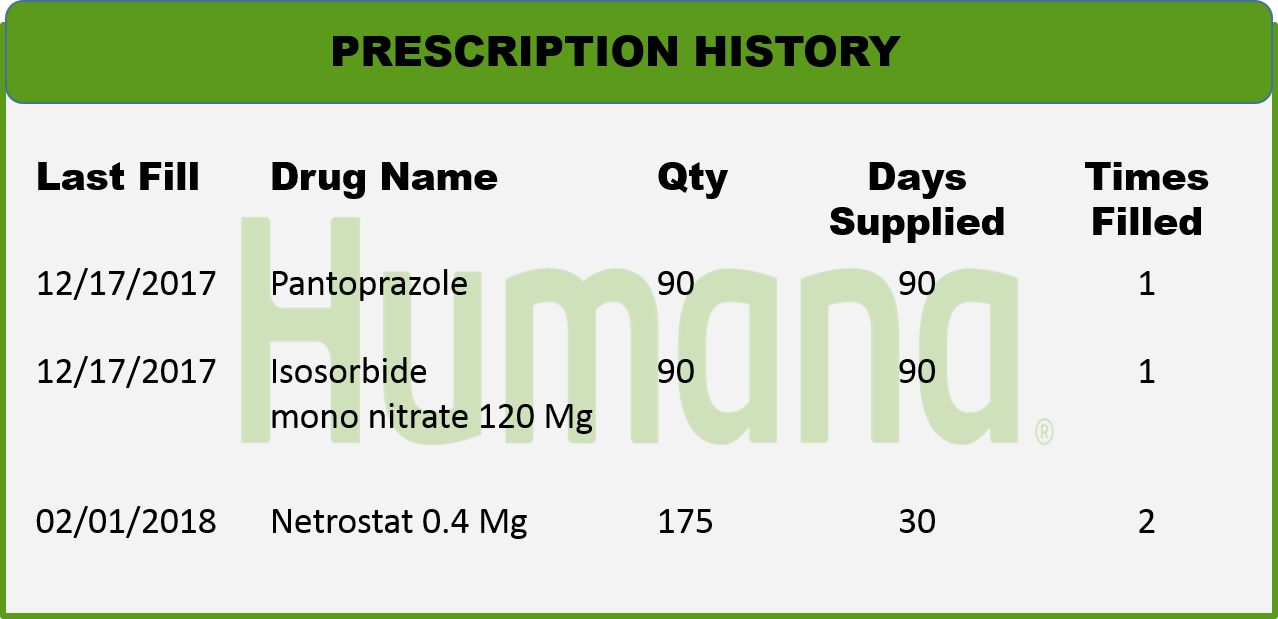 PRESCRIPTION HISTORY
Last Fill Drug Name Qty Days Supplied Times Filled
12/17/2017 Pantoprazole 90 90 1
12/17/2017 Isosorbide 90 90 1
mono nitrate 120 Mg
02/01/2018 Netrostat 0.4 Mg 175 30 2
Humana®